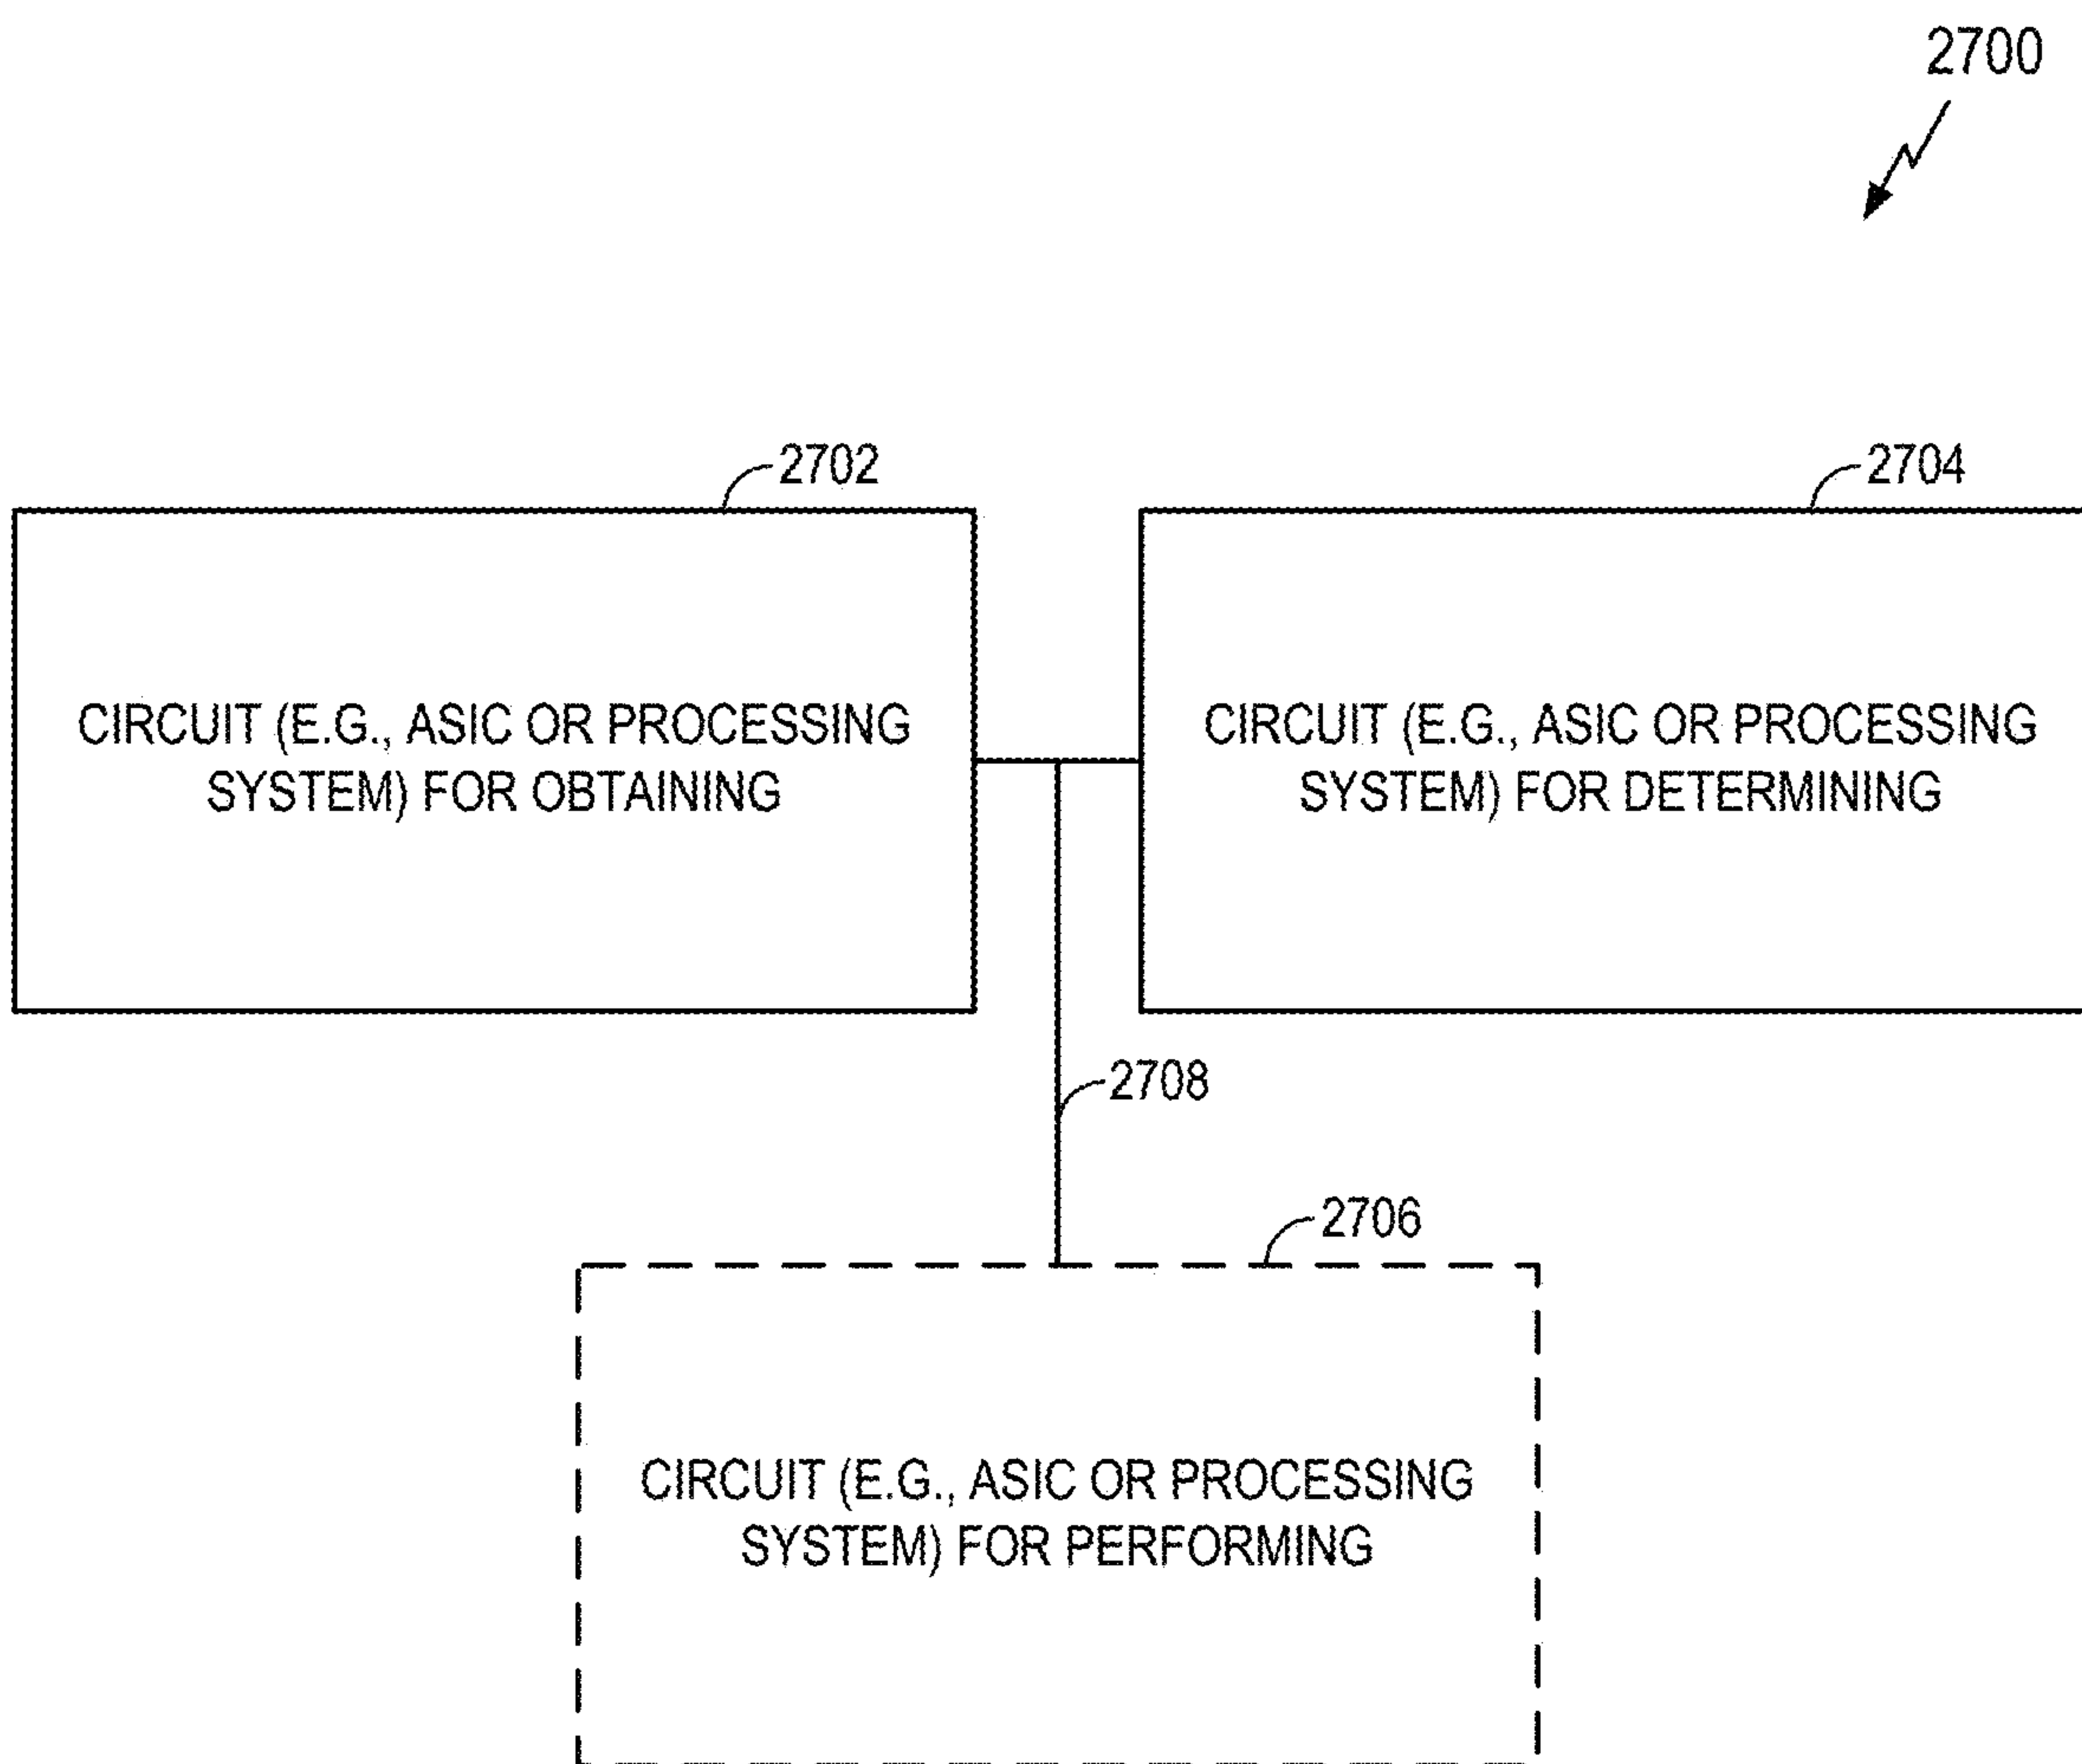 2700
2702
2704
CIRCUIT (E.G., ASIC OR PROCESSING
SYSTEM) FOR OBTAINING
CIRCUIT (E.G., ASIC OR PROCESSING
SYSTEM) FOR DETERMINING
2708
2706
CIRCUIT (E.G., ASIC OR PROCESSING
SYSTEM) FOR PERFORMING